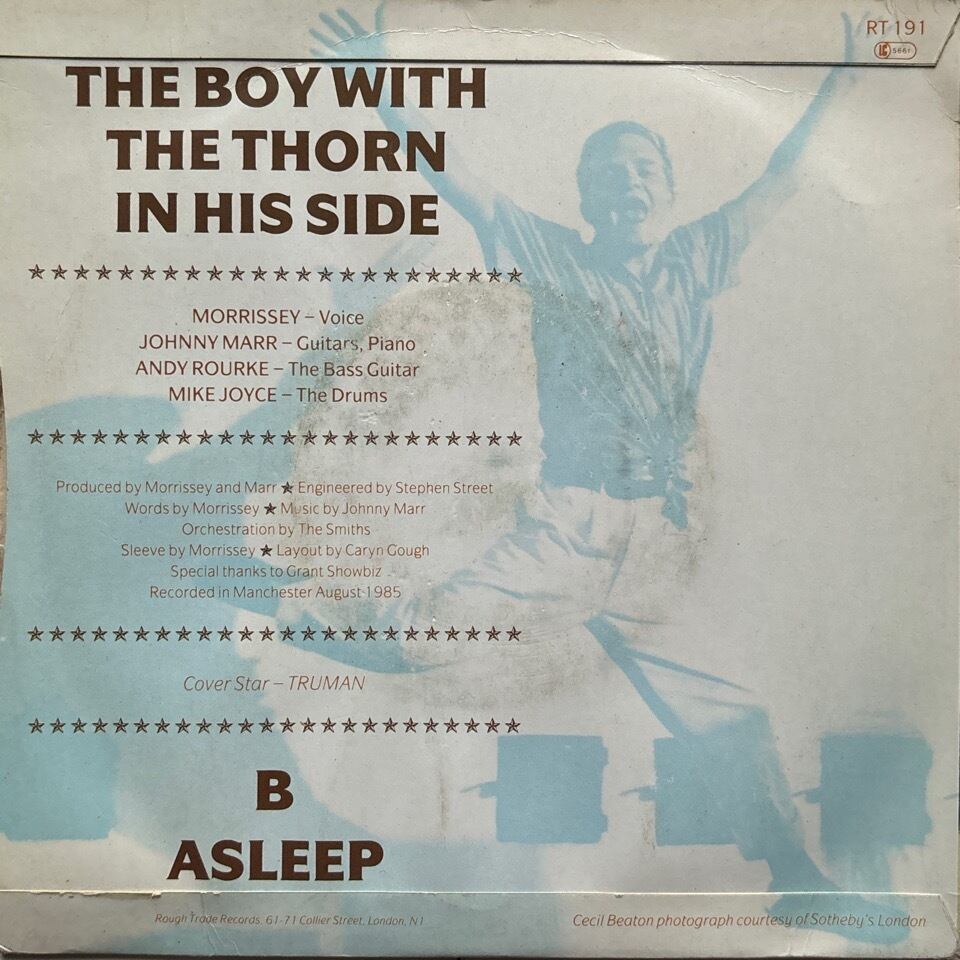 RT 191
LC 5661
THE BOY WITH
THE THORN
IN HIS SIDE
MORRISSEY – Voice
JOHNNY MARR – Guitars, Piano
ANDY ROURKE – The Bass Guitar
MIKE JOYCE – The Drums
Produced by Morrissey and Marr ★ Engineered by Stephen Street
Words by Morrissey ★ Music by Johnny Marr
Orchestration by The Smiths
Sleeve by Morrissey ★ Layout by Caryn Gough
Special thanks to Grant Showbiz
Recorded in Manchester August 1985
Cover Star – TRUMAN
B
ASLEEP
Rough Trade Records, 61-71 Collier Street, London, N1
Cecil Beaton photograph courtesy of Sotheby's London